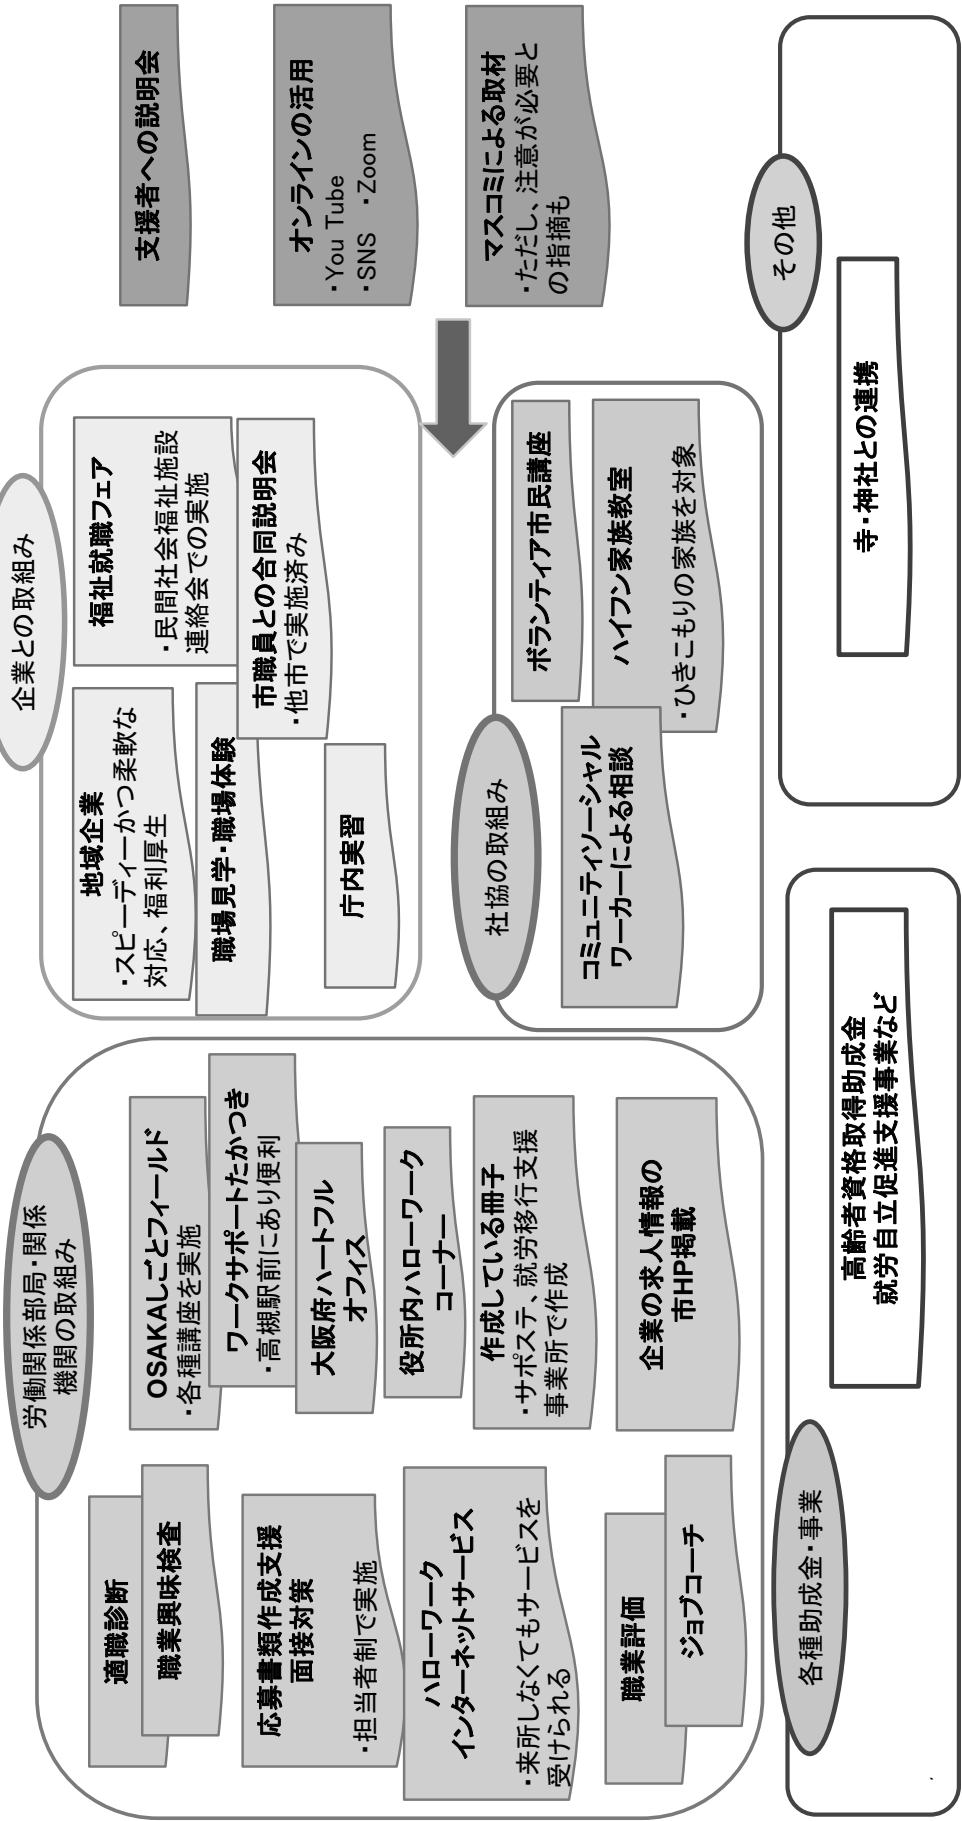 労働関係部局・関係
機関の取組み
適職診断
職業興味検査
応募書類作成支援
面接対策
・担当者制で実施
ハローワーク
インターネットサービス
・来所しなくてもサービスを
受けられる
職業評価
ジョブコーチ
OSAKAしごとフィールド
・各種講座を実施
ワークサポートたかつき
・高槻駅前にあり便利
大阪府ハートフル
オフィス
役所内ハローワーク
コーナー
作成している冊子
・サポステ、就労移行支援
事業所で作成
企業の求人情報の
市HP掲載
企業との取組み
地域企業
・スピーディーかつ柔軟な
対応、福利厚生
職場見学・職場体験
庁内実習
福祉就職フェア
・民間社会福祉施設
連絡会での実施
市職員との合同説明会
・他市で実施済み
社協の取組み
コミュニティソーシャル
ワーカーによる相談
ボランティア市民講座
ハイフン家族教室
・ひきこもりの家族を対象
支援者への説明会
オンラインの活用
・You Tube
・SNS ・Zoom
マスコミによる取材
・ただし、注意が必要と
の指摘も
各種助成金・事業
高齢者資格取得助成金
就労自立促進支援事業など
その他
寺・神社との連携